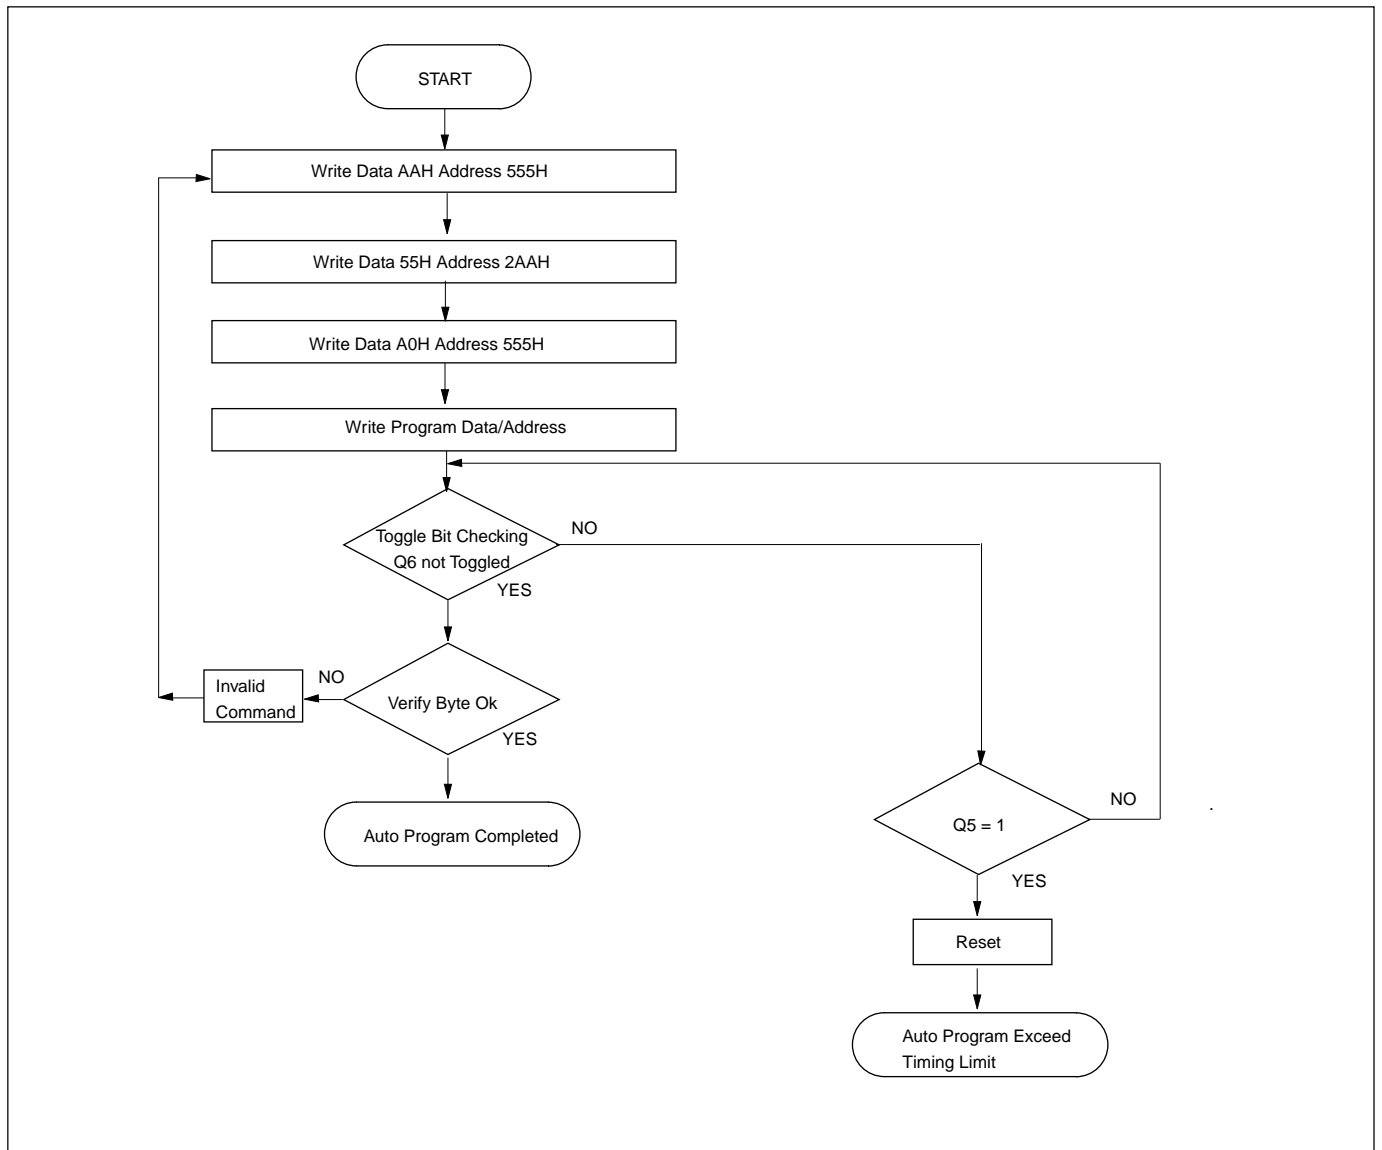 START
Write Data AAH Address 555H
Write Data 55H Address 2AAH
Write Data A0H Address 555H
Write Program Data/Address
Toggle Bit Checking
Q6 not Toggled
NO
YES
Invalid
Command
NO
Verify Byte Ok
YES
Auto Program Completed
Q5 = 1
NO
.
YES
Reset
Auto Program Exceed
Timing Limit